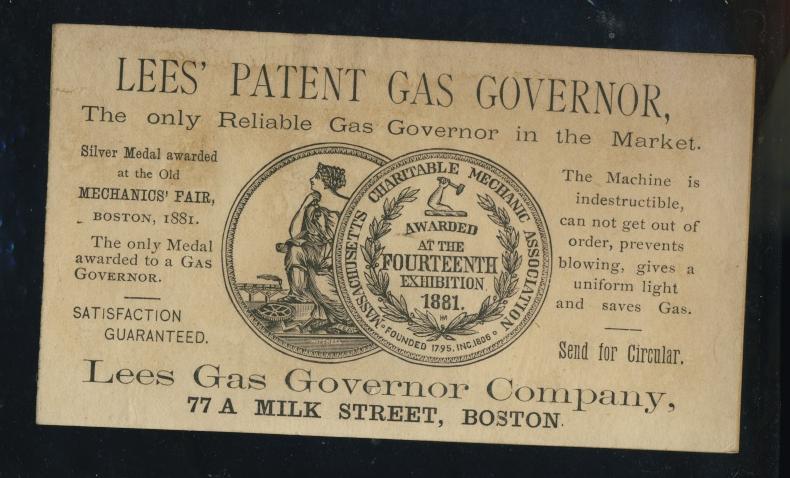 LEES' PATENT GAS GOVERNOR,
The only Reliable Gas Governor in the Market.
Silver Medal awarded
at the Old
MECHANICS' FAIR,
BOSTON, 1881.
The only Medal
awarded to a GAS
GOVERNOR.
SATISFACTION
GUARANTEED.
MASSACHUSETTS CHARITABLE MECHANIC ASSOCIATION
AWARDED
AT THE
FOURTEENTH
EXHIBITION
1881.
FOUNDED 1795, INC. 1806
The Machine is
indestructible,
can not get out of
order, prevents
blowing, gives a
uniform light
and saves Gas.
Send for Circular.
Lees Gas Governor Company,
77 A MILK STREET, BOSTON.